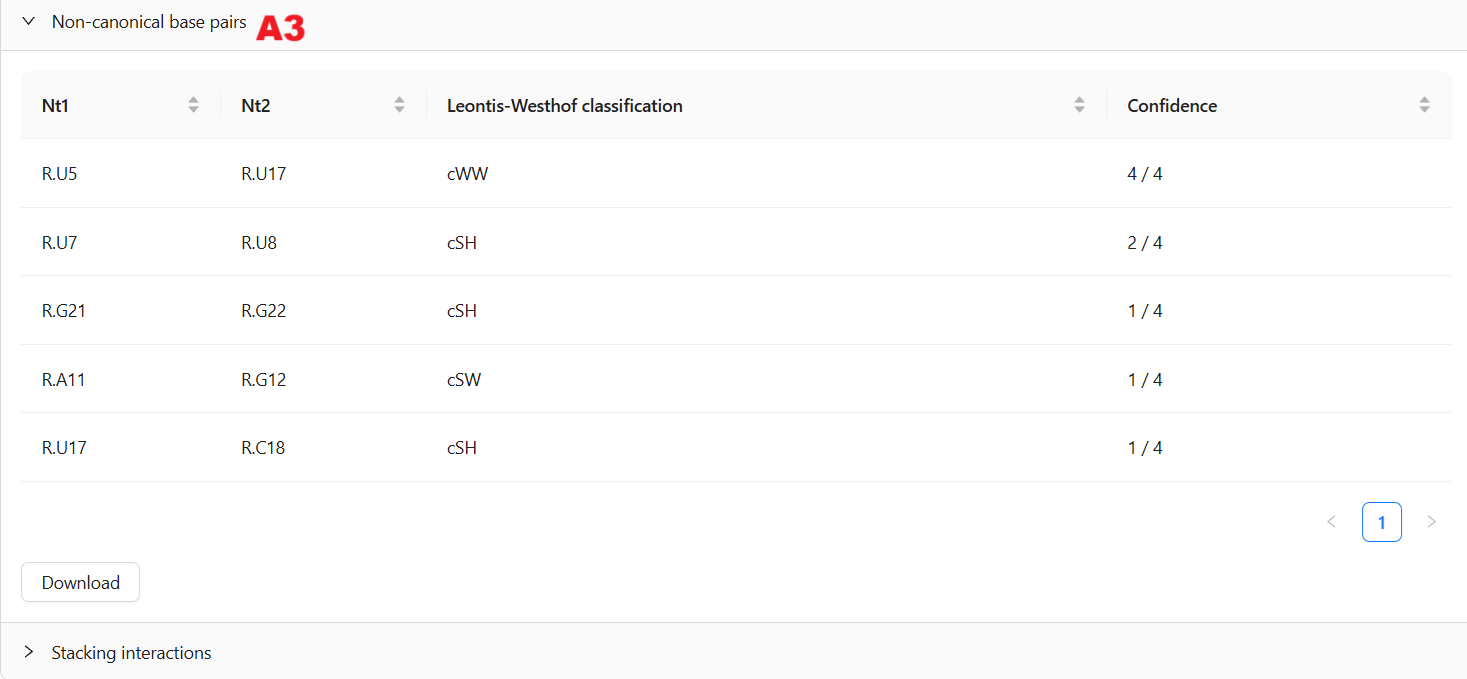 Non-canonical base pairs A3
Nt1 Nt2 Leontis-Westhof classification Confidence
R.U5 R.U17 cWW 4 / 4
R.U7 R.U8 cSH 2 / 4
R.G21 R.G22 cSH 1 / 4
R.A11 R.G12 cSW 1 / 4
R.U17 R.C18 cSH 1 / 4
1
Download
Stacking interactions